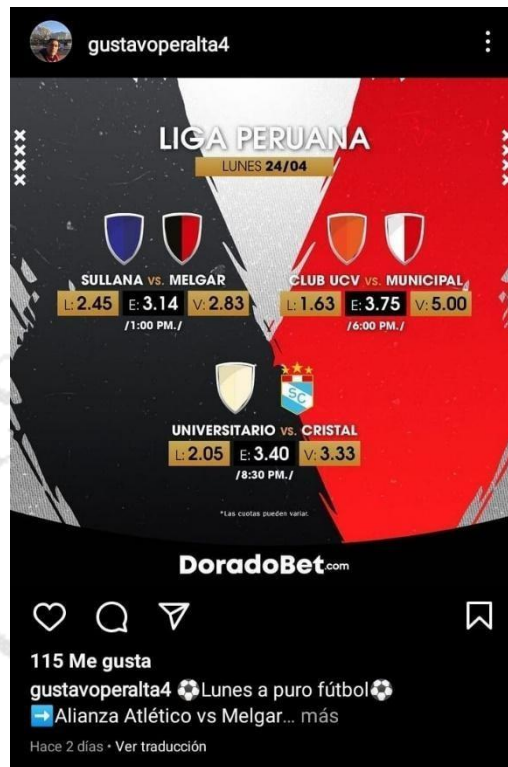 gustavoperalta4
LIGA PERUANA
LUNES 24/04
SULLANA VS. MELGAR
L: 2.45 E: 3.14 V: 2.83
/1:00 PM./
CLUB UCV VS. MUNICIPAL
L: 1.63 E: 3.75 V: 5.00
/6:00 PM./
SC
UNIVERSITARIO VS. CRISTAL
L: 2.05 E: 3.40 V: 3.33
/8:30 PM./
*Las cuotas pueden variar.
DoradoBet.com
115 Me gusta
gustavoperalta4 ⚽Lunes a puro fútbol⚽
➡️Alianza Atlético vs Melgar... más
Hace 2 días • Ver traducción